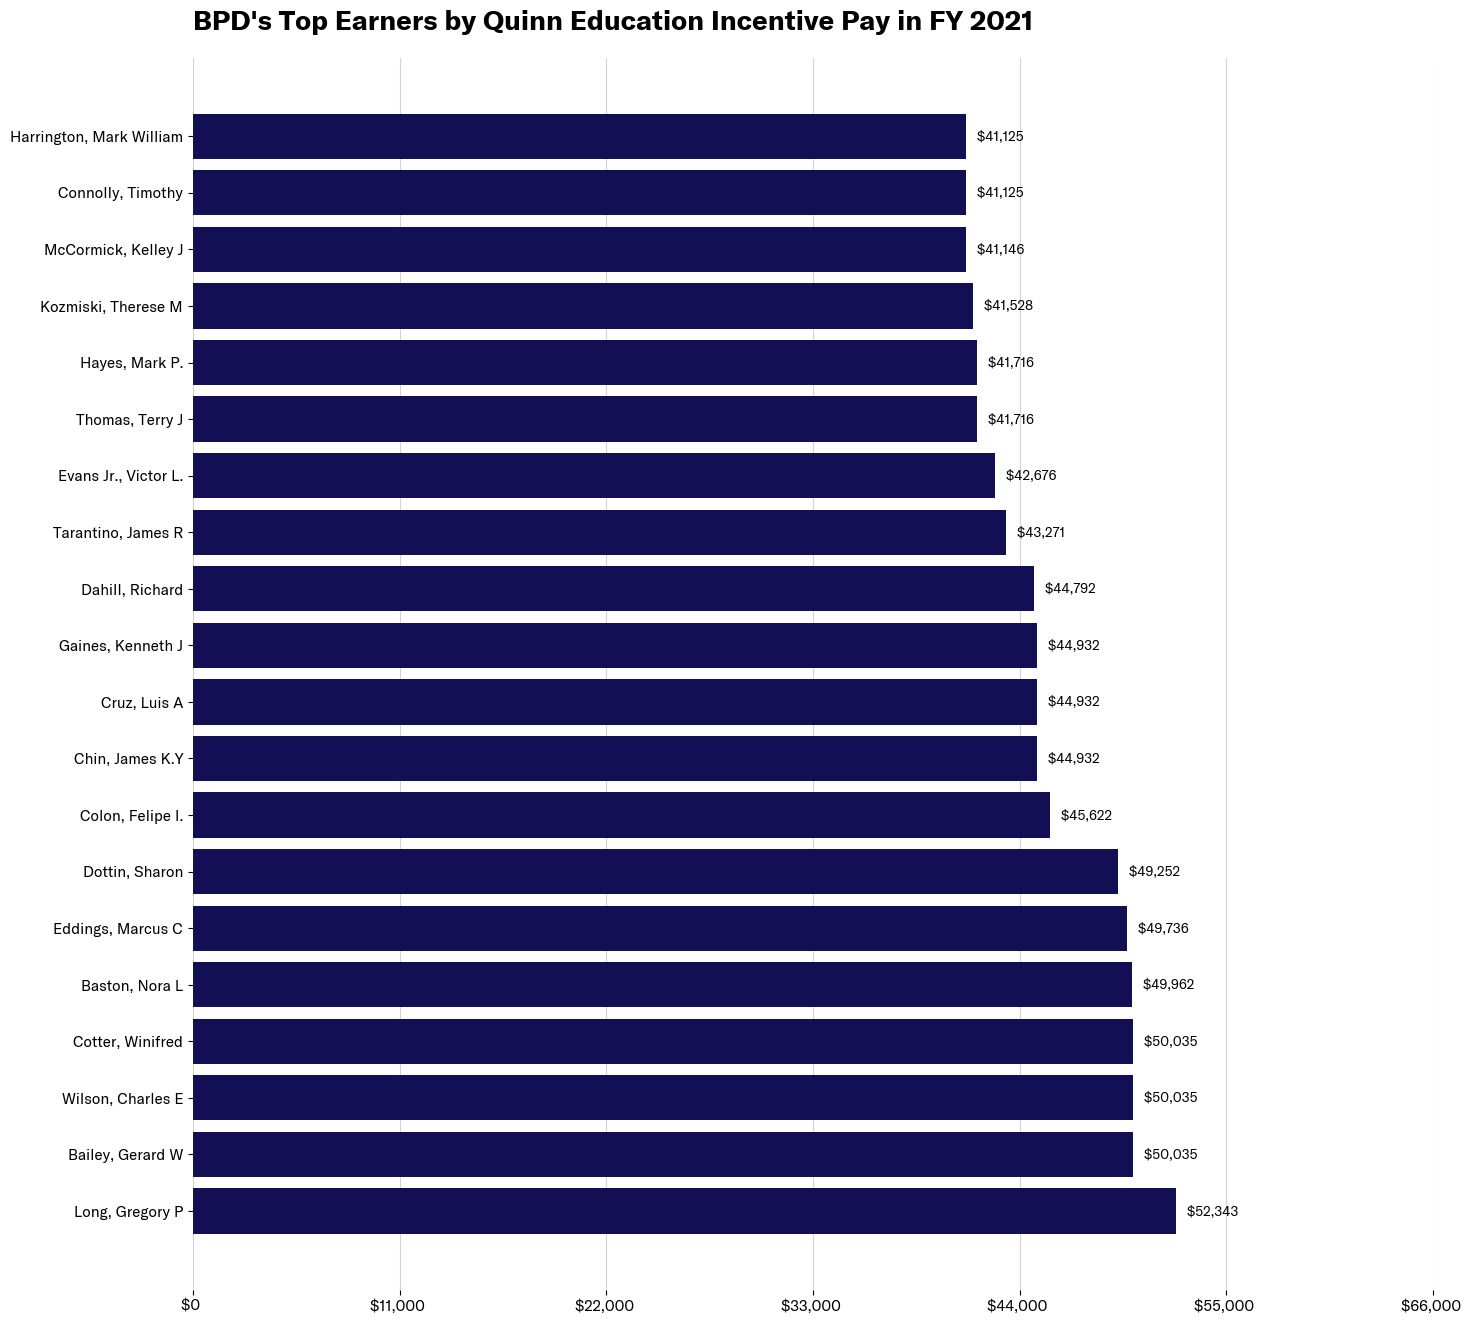 BPD's Top Earners by Quinn Education Incentive Pay in FY 2021
Harrington, Mark William $41,125
Connolly, Timothy $41,125
McCormick, Kelley J $41,146
Kozmiski, Therese M $41,528
Hayes, Mark P. $41,716
Thomas, Terry J $41,716
Evans Jr., Victor L. $42,676
Tarantino, James R $43,271
Dahill, Richard $44,792
Gaines, Kenneth J $44,932
Cruz, Luis A $44,932
Chin, James K.Y $44,932
Colon, Felipe I. $45,622
Dottin, Sharon $49,252
Eddings, Marcus C $49,736
Baston, Nora L $49,962
Cotter, Winifred $50,035
Wilson, Charles E $50,035
Bailey, Gerard W $50,035
Long, Gregory P $52,343
$0 $11,000 $22,000 $33,000 $44,000 $55,000 $66,000